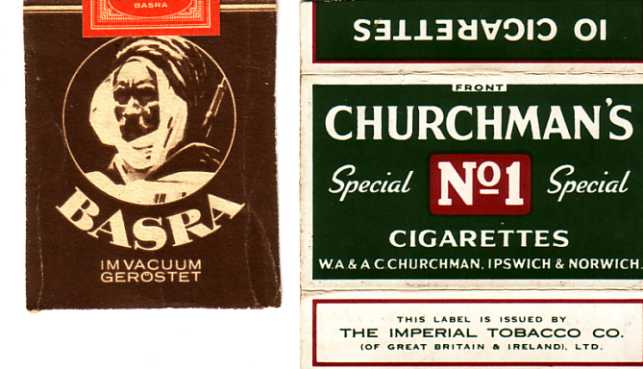 BASRA
BASRA
IM VACUUM
GERÖSTET
10 CIGARETTES
FRONT
CHURCHMAN'S
Special Nº1 Special
CIGARETTES
W.A & A C CHURCHMAN, IPSWICH & NORWICH.
THIS LABEL IS ISSUED BY
THE IMPERIAL TOBACCO CO.
(OF GREAT BRITAIN & IRELAND), LTD.